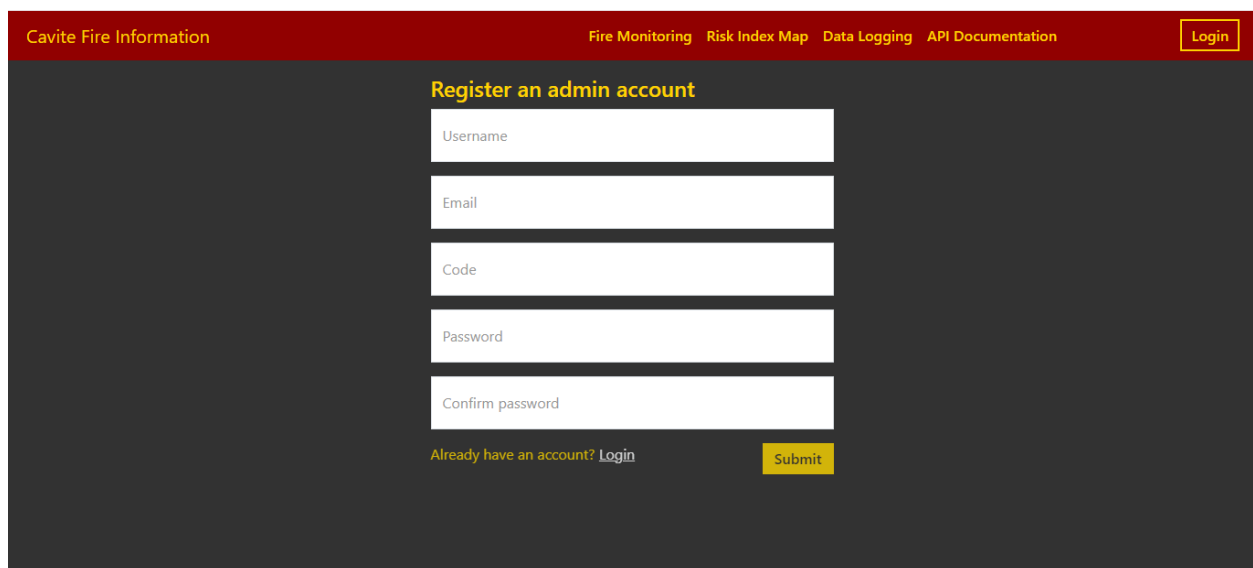 Cavite Fire Information Fire Monitoring Risk Index Map Data Logging API Documentation Login
Register an admin account
Username
Email
Code
Password
Confirm password
Already have an account? Login Submit